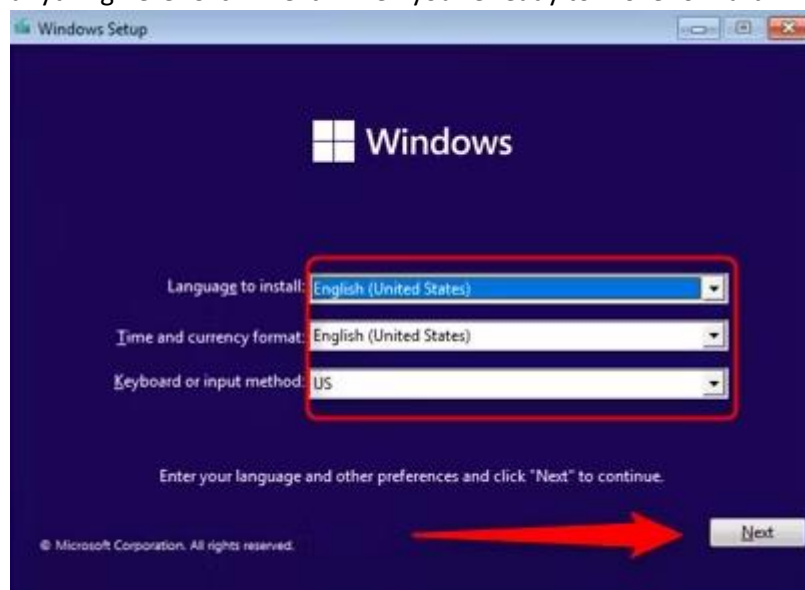 Windows Setup
Windows
Language to install: English (United States)
Time and currency format: English (United States)
Keyboard or input method: US
Enter your language and other preferences and click "Next" to continue.
© Microsoft Corporation. All rights reserved.
Next